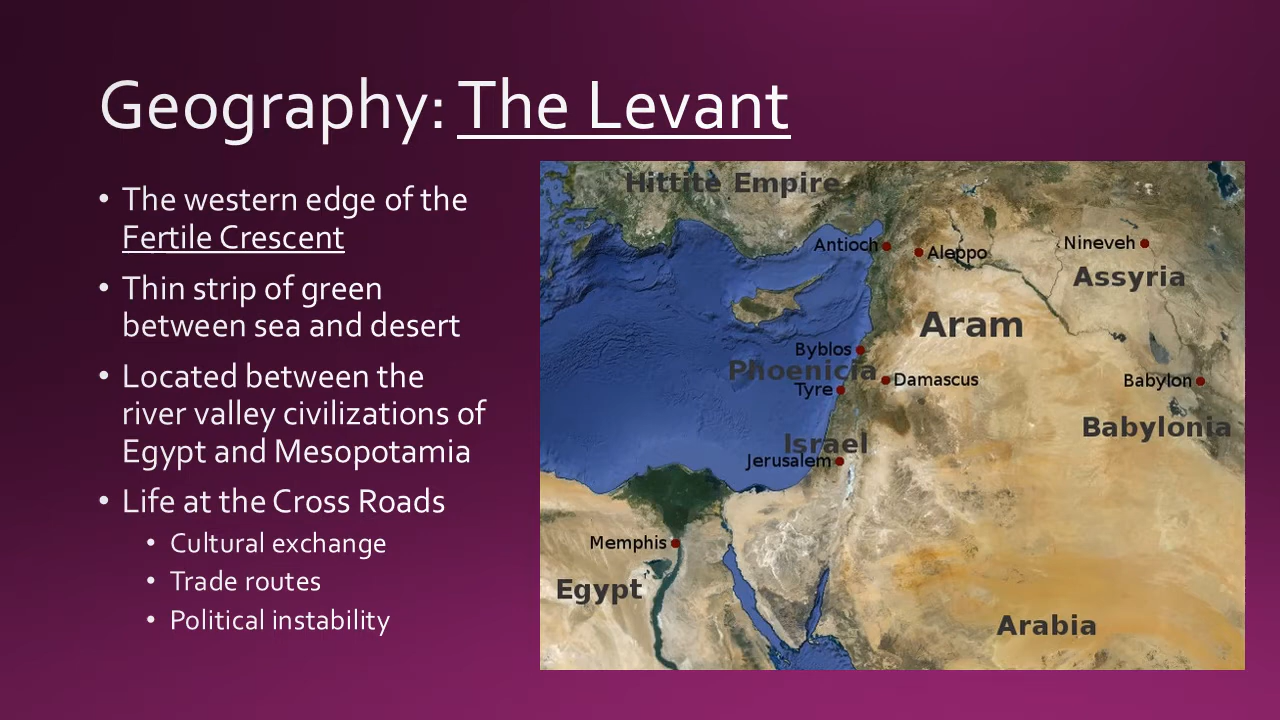 Geography: The Levant
• The western edge of the
Fertile Crescent
• Thin strip of green
between sea and desert
• Located between the
river valley civilizations of
Egypt and Mesopotamia
• Life at the Cross Roads
• Cultural exchange
• Trade routes
• Political instability
Hittite Empire
Antioch
Aleppo
Nineveh
Assyria
Aram
Byblos
Phoenicia
Tyre
Damascus
Babylon
Babylonia
Israel
Jerusalem
Memphis
Egypt
Arabia